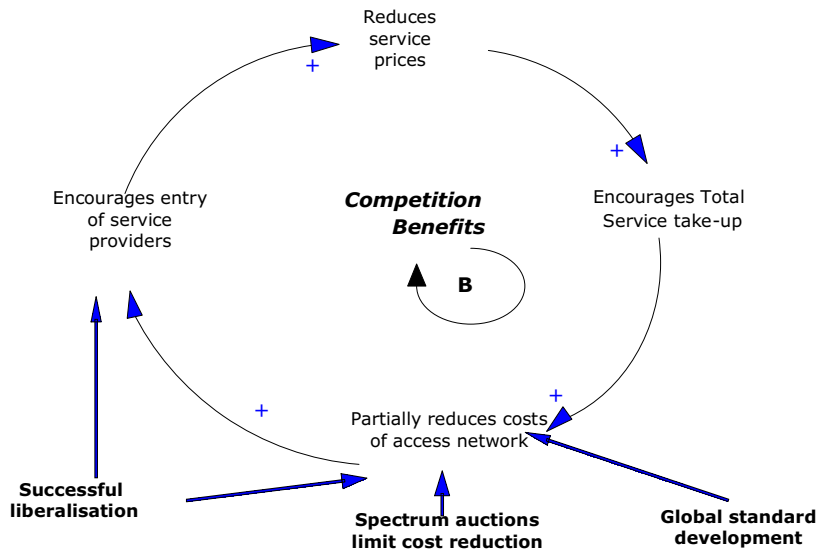 Reduces
service
prices
+
+
Encourages entry
of service
providers
Competition
Benefits
B
Encourages Total
Service take-up
+
+
Partially reduces costs
of access network
Successful
liberalisation
Spectrum auctions
limit cost reduction
Global standard
development